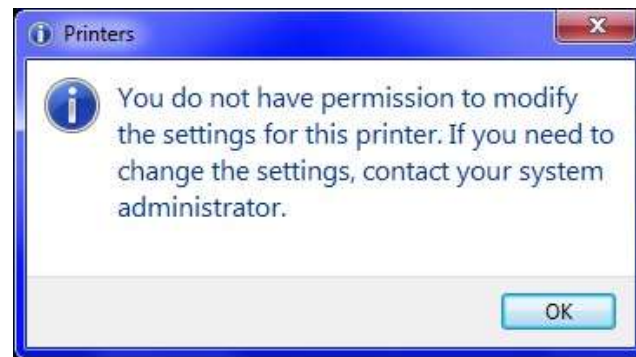 Printers
You do not have permission to modify
the settings for this printer. If you need to
change the settings, contact your system
administrator.
OK